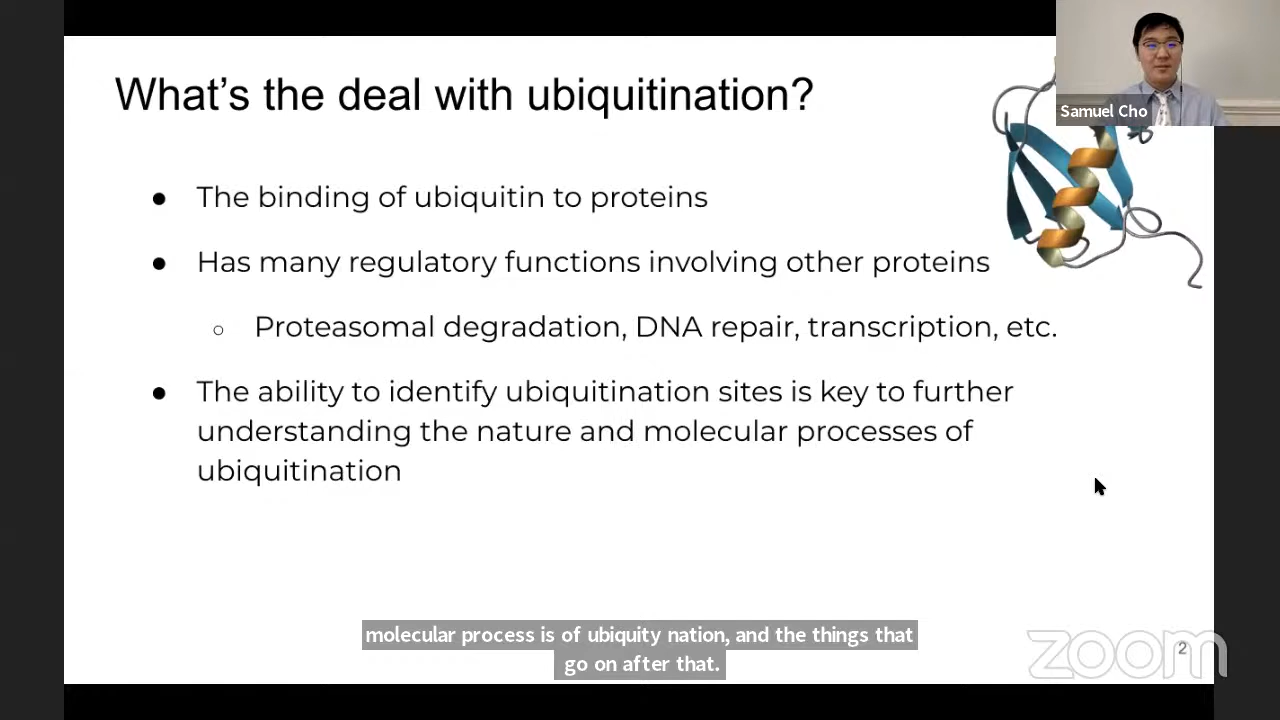 What's the deal with ubiquitination?
Samuel Cho
● The binding of ubiquitin to proteins
● Has many regulatory functions involving other proteins
○ Proteasomal degradation, DNA repair, transcription, etc.
● The ability to identify ubiquitination sites is key to further
understanding the nature and molecular processes of
ubiquitination
molecular process is of ubiquity nation, and the things that
go on after that.
zoom
2